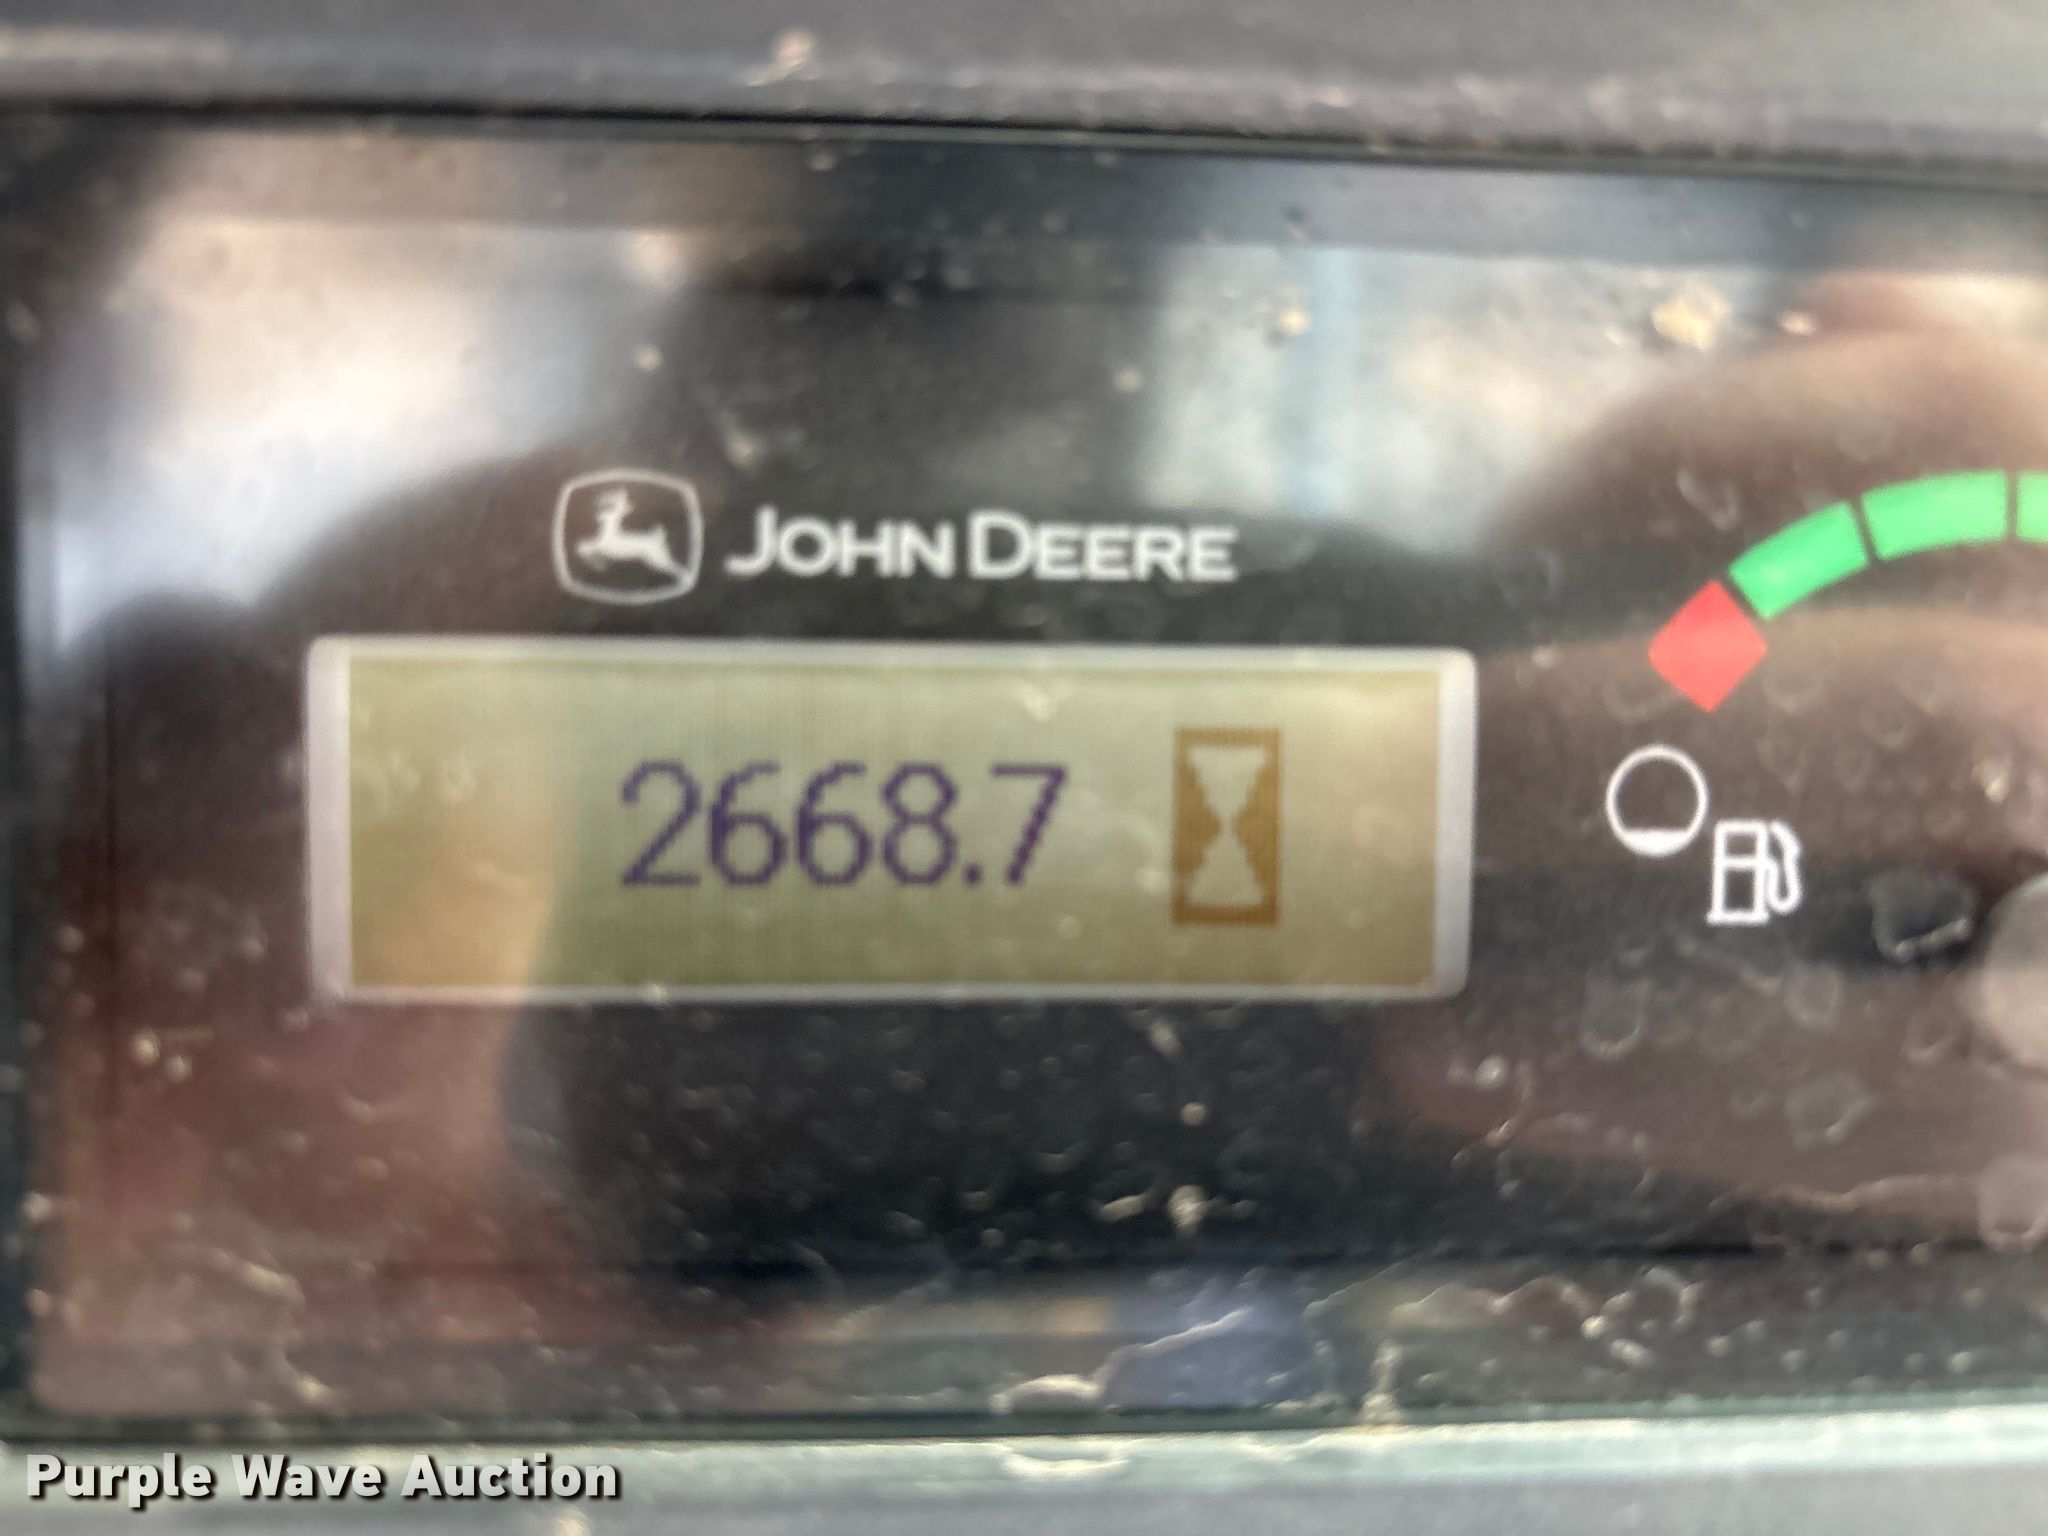 JOHN DEERE
2668.7
Purple Wave Auction